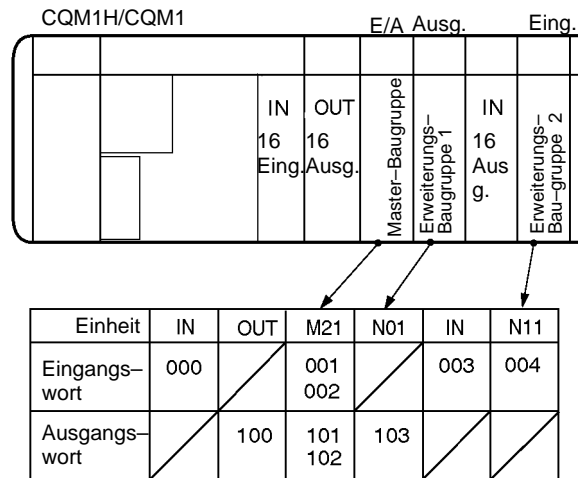 CQM1H/CQM1
E/A Ausg.
Eing.
IN
16
Eing.
OUT
16
Ausg.
Master–Baugruppe
Erweiterungs–
Baugruppe 1
IN
16
Aus
g.
Erweiterungs–
Bau–gruppe 2
Einheit IN OUT M21 N01 IN N11
Eingangs–
wort
000 001 003 004
002
Ausgangs–
wort
100 101 103
102